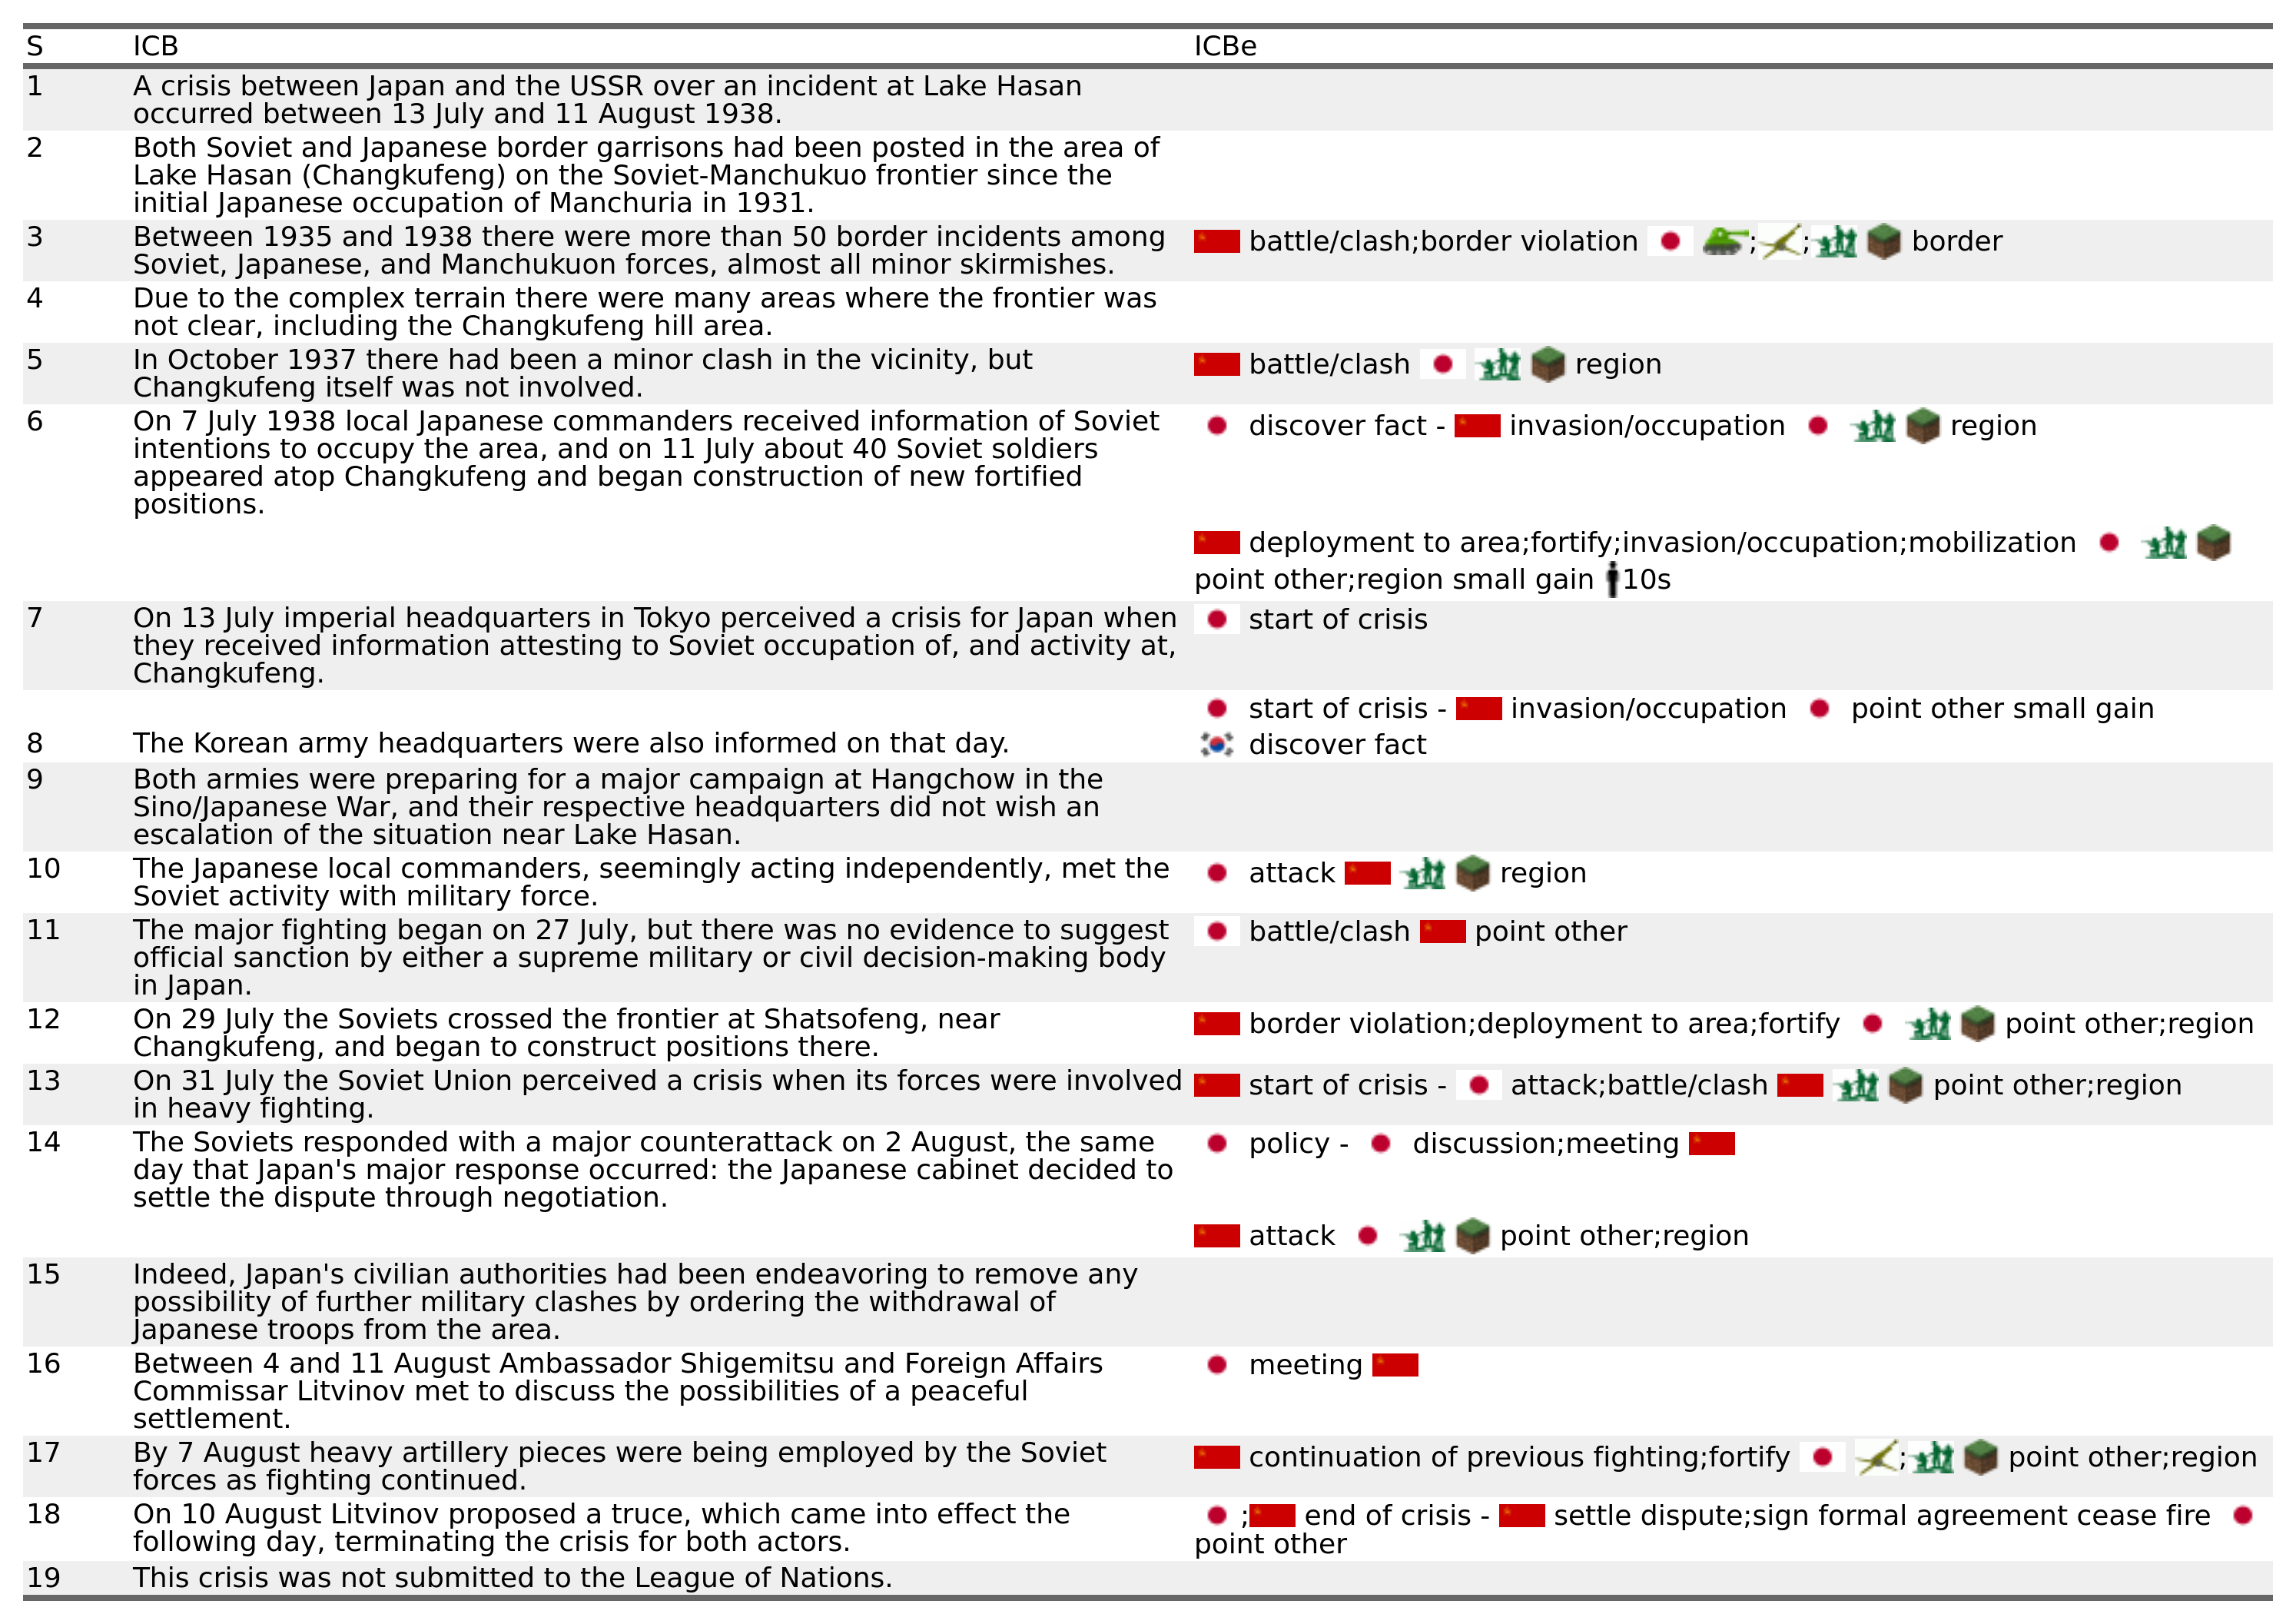 S ICB ICBe
1 A crisis between Japan and the USSR over an incident at Lake Hasan
occurred between 13 July and 11 August 1938.
2 Both Soviet and Japanese border garrisons had been posted in the area of
Lake Hasan (Changkufeng) on the Soviet-Manchukuo frontier since the
initial Japanese occupation of Manchuria in 1931.
3 Between 1935 and 1938 there were more than 50 border incidents among
Soviet, Japanese, and Manchukuon forces, almost all minor skirmishes.
battle/clash;border violation ; ; border
4 Due to the complex terrain there were many areas where the frontier was
not clear, including the Changkufeng hill area.
5 In October 1937 there had been a minor clash in the vicinity, but
Changkufeng itself was not involved.
battle/clash region
6 On 7 July 1938 local Japanese commanders received information of Soviet
intentions to occupy the area, and on 11 July about 40 Soviet soldiers
appeared atop Changkufeng and began construction of new fortified
positions.
discover fact - invasion/occupation region
deployment to area;fortify;invasion/occupation;mobilization
point other;region small gain 10s
7 On 13 July imperial headquarters in Tokyo perceived a crisis for Japan when
they received information attesting to Soviet occupation of, and activity at,
Changkufeng.
start of crisis
start of crisis - invasion/occupation point other small gain
8 The Korean army headquarters were also informed on that day.
discover fact
9 Both armies were preparing for a major campaign at Hangchow in the
Sino/Japanese War, and their respective headquarters did not wish an
escalation of the situation near Lake Hasan.
10 The Japanese local commanders, seemingly acting independently, met the
Soviet activity with military force.
attack region
11 The major fighting began on 27 July, but there was no evidence to suggest
official sanction by either a supreme military or civil decision-making body
in Japan.
battle/clash point other
12 On 29 July the Soviets crossed the frontier at Shatsofeng, near
Changkufeng, and began to construct positions there.
border violation;deployment to area;fortify point other;region
13 On 31 July the Soviet Union perceived a crisis when its forces were involved
in heavy fighting.
start of crisis - attack;battle/clash point other;region
14 The Soviets responded with a major counterattack on 2 August, the same
day that Japan's major response occurred: the Japanese cabinet decided to
settle the dispute through negotiation.
policy - discussion;meeting
attack point other;region
15 Indeed, Japan's civilian authorities had been endeavoring to remove any
possibility of further military clashes by ordering the withdrawal of
Japanese troops from the area.
16 Between 4 and 11 August Ambassador Shigemitsu and Foreign Affairs
Commissar Litvinov met to discuss the possibilities of a peaceful
settlement.
meeting
17 By 7 August heavy artillery pieces were being employed by the Soviet
forces as fighting continued.
continuation of previous fighting;fortify ; point other;region
18 On 10 August Litvinov proposed a truce, which came into effect the
following day, terminating the crisis for both actors.
; end of crisis - settle dispute;sign formal agreement cease fire
point other
19 This crisis was not submitted to the League of Nations.